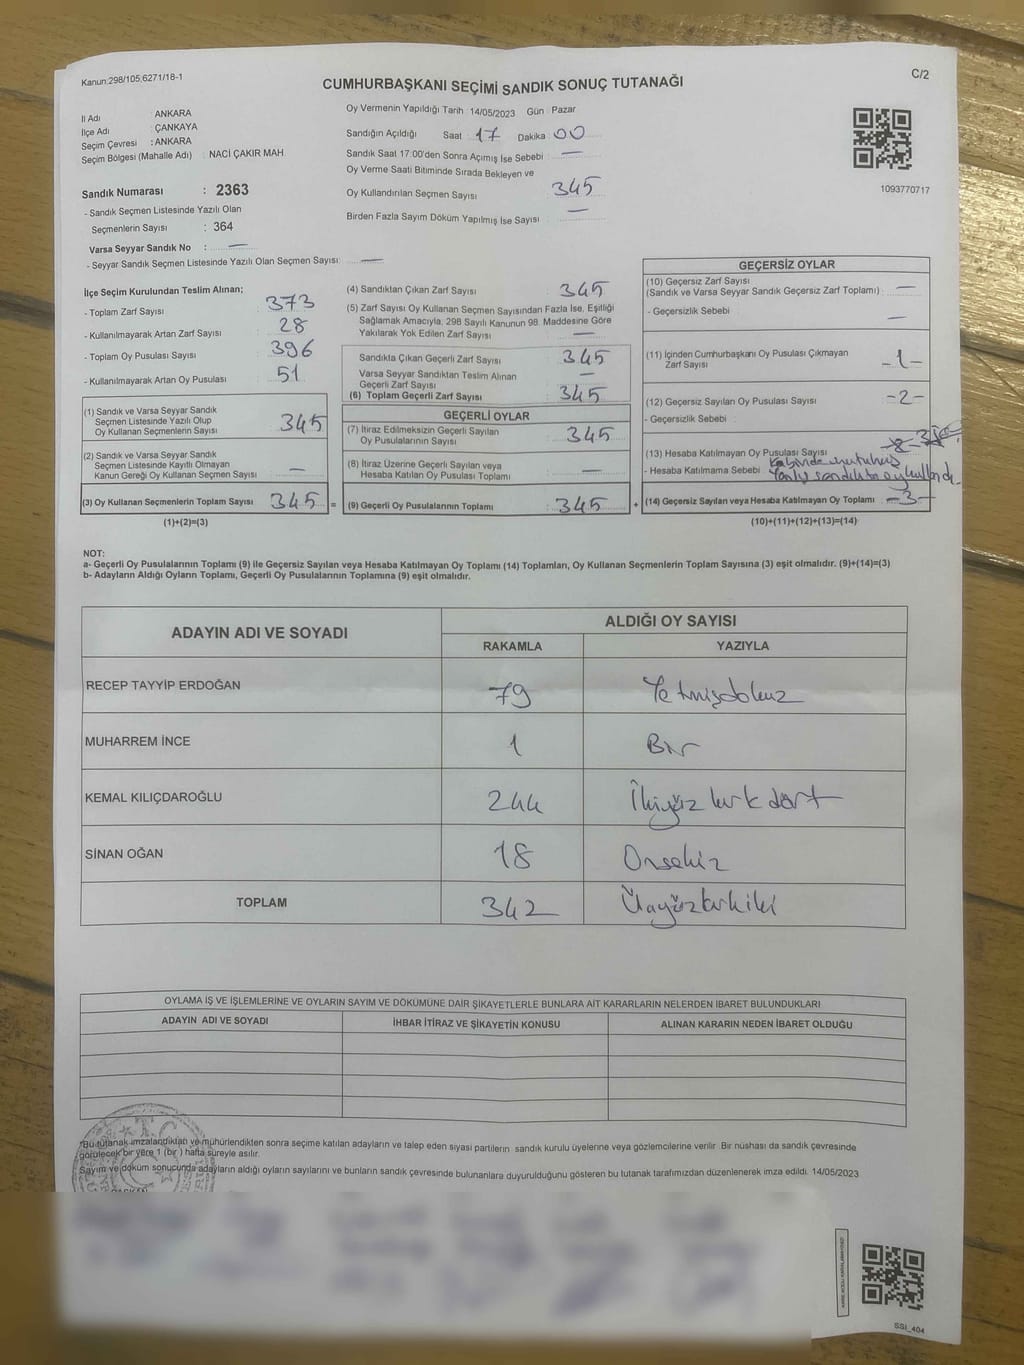 Kanun:298/105,6271/18-1
C/2
CUMHURBAŞKANI SEÇİMİ SANDIK SONUÇ TUTANAĞI
İl Adı ANKARA
İlçe Adı : ÇANKAYA
Seçim Çevresi : ANKARA
Seçim Bölgesi (Mahalle Adı) : NACİ ÇAKIR MAH.
Sandık Numarası : 2363
- Sandık Seçmen Listesinde Yazılı Olan
Seçmenlerin Sayısı : 364
Varsa Seyyar Sandık No : —
- Seyyar Sandık Seçmen Listesinde Yazılı Olan Seçmen Sayısı: —
Oy Vermenin Yapıldığı Tarih : 14/05/2023 Gün : Pazar
Sandığın Açıldığı Saat : 17 Dakika : 00
Sandık Saat 17:00'den Sonra Açımış İse Sebebi : —
Oy Verme Saati Bitiminde Sırada Bekleyen ve
Oy Kullandırılan Seçmen Sayısı : 345
Birden Fazla Sayım Döküm Yapılmış İse Sayısı : —
1093770717
İlçe Seçim Kurulundan Teslim Alınan;
- Toplam Zarf Sayısı : 373
- Kullanılmayarak Artan Zarf Sayısı : 28
- Toplam Oy Pusulası Sayısı : 396
- Kullanılmayarak Artan Oy Pusulası : 51
(1) Sandık ve Varsa Seyyar Sandık
Seçmen Listesinde Yazılı Olup
Oy Kullanan Seçmenlerin Sayısı : 345
(2) Sandık ve Varsa Seyyar Sandık
Seçmen Listesinde Kayıtlı Olmayan
Kanun Gereği Oy Kullanan Seçmen Sayısı : —
(3) Oy Kullanan Seçmenlerin Toplam Sayısı : 345 =
(1)+(2)=(3)
(4) Sandıktan Çıkan Zarf Sayısı : 345
(5) Zarf Sayısı Oy Kullanan Seçmen Sayısından Fazla İse, Eşitliği
Sağlamak Amacıyla, 298 Sayılı Kanunun 98. Maddesine Göre
Yakılarak Yok Edilen Zarf Sayısı : —
Sandıkta Çıkan Geçerli Zarf Sayısı : 345
Varsa Seyyar Sandıktan Teslim Alınan
Geçerli Zarf Sayısı : —
(6) Toplam Geçerli Zarf Sayısı : 345
GEÇERLİ OYLAR
(7) İtiraz Edilmeksizin Geçerli Sayılan
Oy Pusulalarının Sayısı : 345
(8) İtiraz Üzerine Geçerli Sayılan veya
Hesaba Katılan Oy Pusulalarının Toplamı : —
(9) Geçerli Oy Pusulalarının Toplamı : 345 +
GEÇERSİZ OYLAR
(10) Geçersiz Zarf Sayısı
(Sandık ve Varsa Seyyar Sandık Geçersiz Zarf Toplamı) : —
- Geçersizlik Sebebi : —
(11) İçinden Cumhurbaşkanı Oy Pusulası Çıkmayan
Zarf Sayısı : -1-
(12) Geçersiz Sayılan Oy Pusulası Sayısı : -2-
- Geçersizlik Sebebi :
(13) Hesaba Katılmayan Oy Pusulası Sayısı
- Hesaba Katılmama Sebebi : Kabinde unutulmuş
Yanlış sandıkta oy kullandı.
(14) Geçersiz Sayılan veya Hesaba Katılmayan Oy Toplamı : -3-
(10)+(11)+(12)+(13)=(14)
NOT:
a- Geçerli Oy Pusulalarının Toplamı (9) ile Geçersiz Sayılan veya Hesaba Katılmayan Oy Toplamı (14) Toplamları, Oy Kullanan Seçmenlerin Toplam Sayısına (3) eşit olmalıdır. (9)+(14)=(3)
b- Adayların Aldığı Oyların Toplamı, Geçerli Oy Pusulalarının Toplamına (9) eşit olmalıdır.
ADAYIN ADI VE SOYADI
ALDIĞI OY SAYISI
RAKAMLA YAZIYLA
RECEP TAYYİP ERDOĞAN 79 Yetmişdokuz
MUHARREM İNCE 1 Bir
KEMAL KILIÇDAROĞLU 244 İkiyüz kırk dört
SİNAN OĞAN 18 Onsekiz
TOPLAM 342 Üçyüzkırkiki
OYLAMA İŞ VE İŞLEMLERİNE VE OYLARIN SAYIM VE DÖKÜMÜNE DAİR ŞİKAYETLERLE BUNLARA AİT KARARLARIN NELERDEN İBARET BULUNDUKLARI
ADAYIN ADI VE SOYADI İHBAR İTİRAZ VE ŞİKAYETİN KONUSU ALINAN KARARIN NEDEN İBARET OLDUĞU
*Bu tutanak imzalandıktan ve mühürlendikten sonra seçime katılan adayların ve talep eden siyasi partilerin sandık kurulu üyelerine veya gözlemcilerine verilir. Bir nüshası da sandık çevresinde
görülecek bir yere 1 (bir) hafta süreyle asılır.
Sayım ve döküm sonucunda adayların aldığı oyların sayılarını ve bunların sandık çevresinde bulunanlara duyurulduğunu gösteren bu tutanak tarafımızdan düzenlenerek imza edildi. 14/05/2023
T.C.
BAŞKAN
SSİ_404